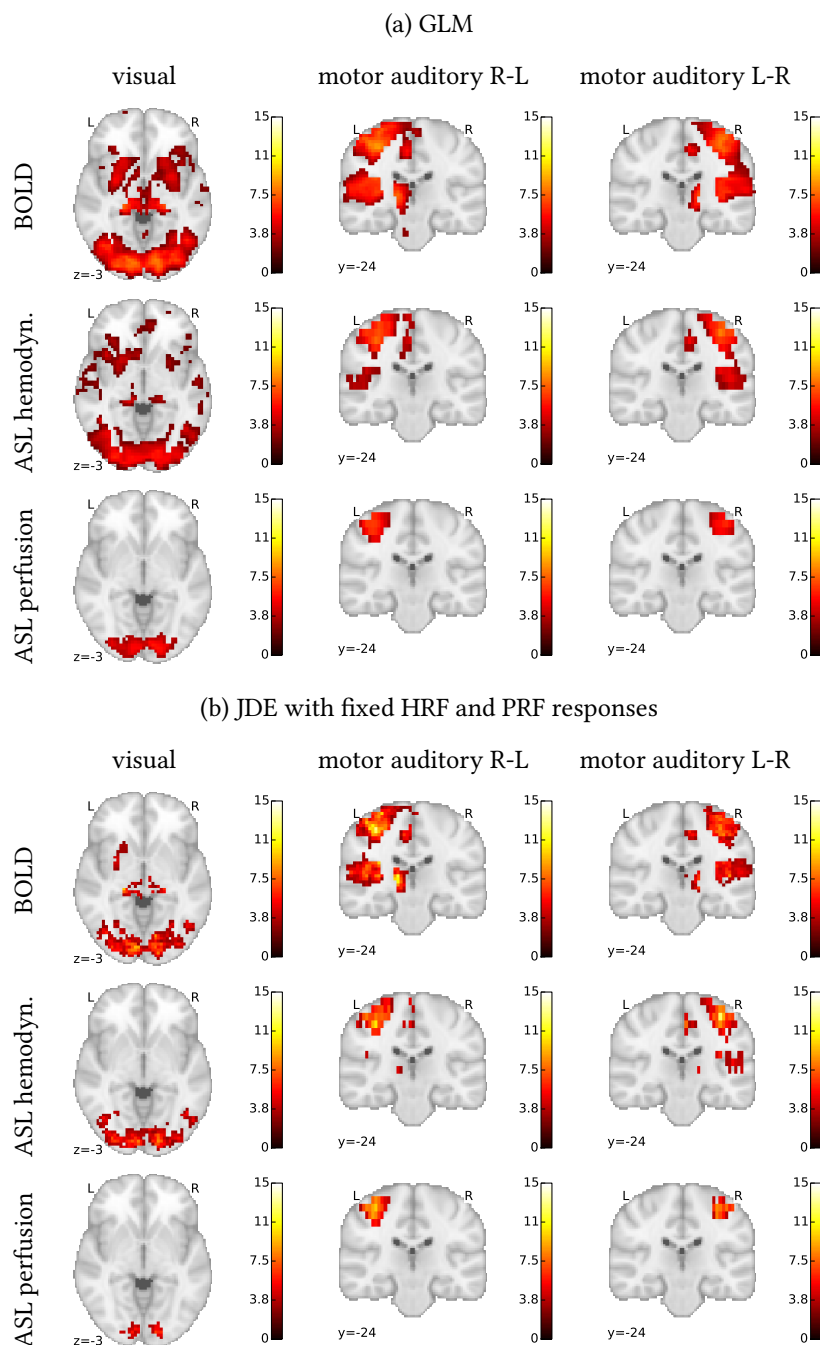 (a) GLM
visual motor auditory R-L motor auditory L-R
BOLD
L R 15 11 7.5 3.8 0 z=-3
L R 15 11 7.5 3.8 0 y=-24
L R 15 11 7.5 3.8 0 y=-24
ASL hemodyn.
L R 15 11 7.5 3.8 0 z=-3
L R 15 11 7.5 3.8 0 y=-24
L R 15 11 7.5 3.8 0 y=-24
ASL perfusion
L R 15 11 7.5 3.8 0 z=-3
L R 15 11 7.5 3.8 0 y=-24
L R 15 11 7.5 3.8 0 y=-24
(b) JDE with fixed HRF and PRF responses
visual motor auditory R-L motor auditory L-R
BOLD
L R 15 11 7.5 3.8 0 z=-3
L R 15 11 7.5 3.8 0 y=-24
L R 15 11 7.5 3.8 0 y=-24
ASL hemodyn.
L R 15 11 7.5 3.8 0 z=-3
L R 15 11 7.5 3.8 0 y=-24
L R 15 11 7.5 3.8 0 y=-24
ASL perfusion
L R 15 11 7.5 3.8 0 z=-3
L R 15 11 7.5 3.8 0 y=-24
L R 15 11 7.5 3.8 0 y=-24